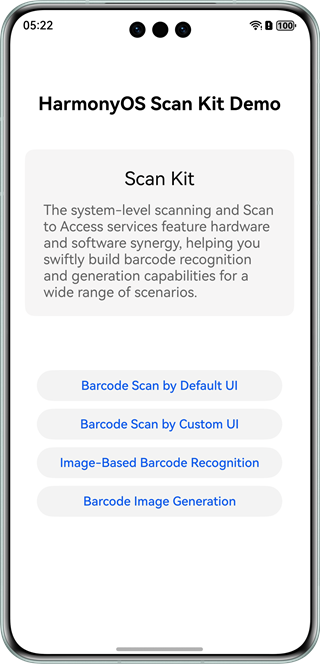 05:22
100
HarmonyOS Scan Kit Demo
Scan Kit
The system-level scanning and Scan
to Access services feature hardware
and software synergy, helping you
swiftly build barcode recognition
and generation capabilities for a
wide range of scenarios.
Barcode Scan by Default UI
Barcode Scan by Custom UI
Image-Based Barcode Recognition
Barcode Image Generation